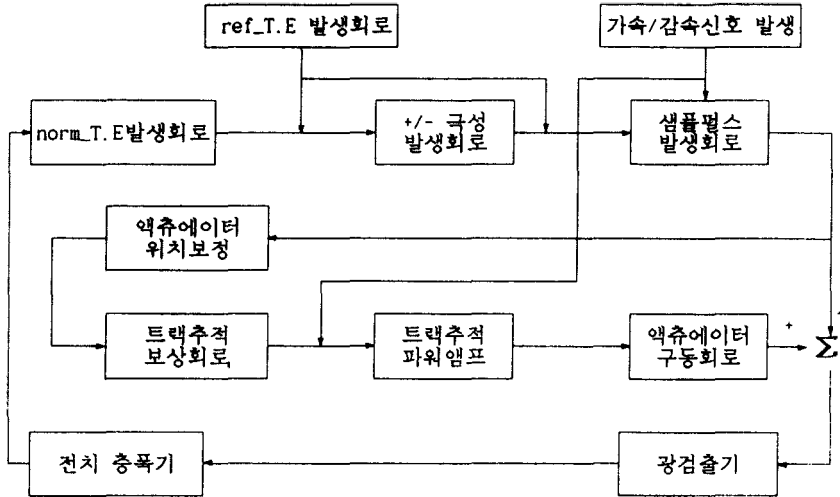 ref_T.E 발생회로
가속/감속신호 발생
norm_T.E발생회로
+/- 극성
발생회로
샘플펄스
발생회로
액츄에이터
위치보정
트랙추적
보상회로
트랙추적
파워앰프
액츄에이터
구동회로
+
Σ
전치 증폭기
광검출기